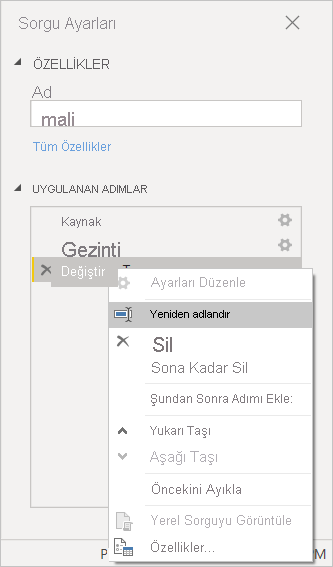 Sorgu Ayarları
ÖZELLİKLER
Ad
mali
Tüm Özellikler
UYGULANAN ADIMLAR
Kaynak
Gezinti
Değiştir
Ayarları Düzenle
Yeniden adlandır
Sil
Sona Kadar Sil
Şundan Sonra Adımı Ekle:
Yukarı Taşı
Aşağı Taşı
Öncekini Ayıkla
Yerel Sorguyu Görüntüle
Özellikler...